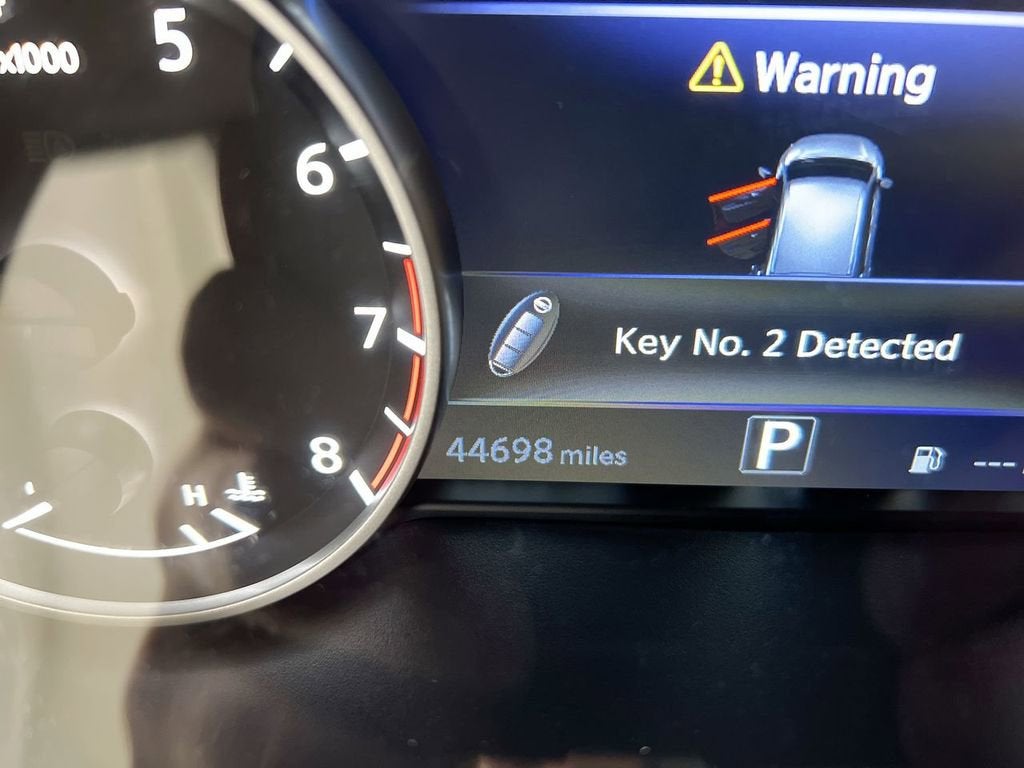 x1000
5
6
7
8
H
Warning
Key No. 2 Detected
44698 miles
P
---